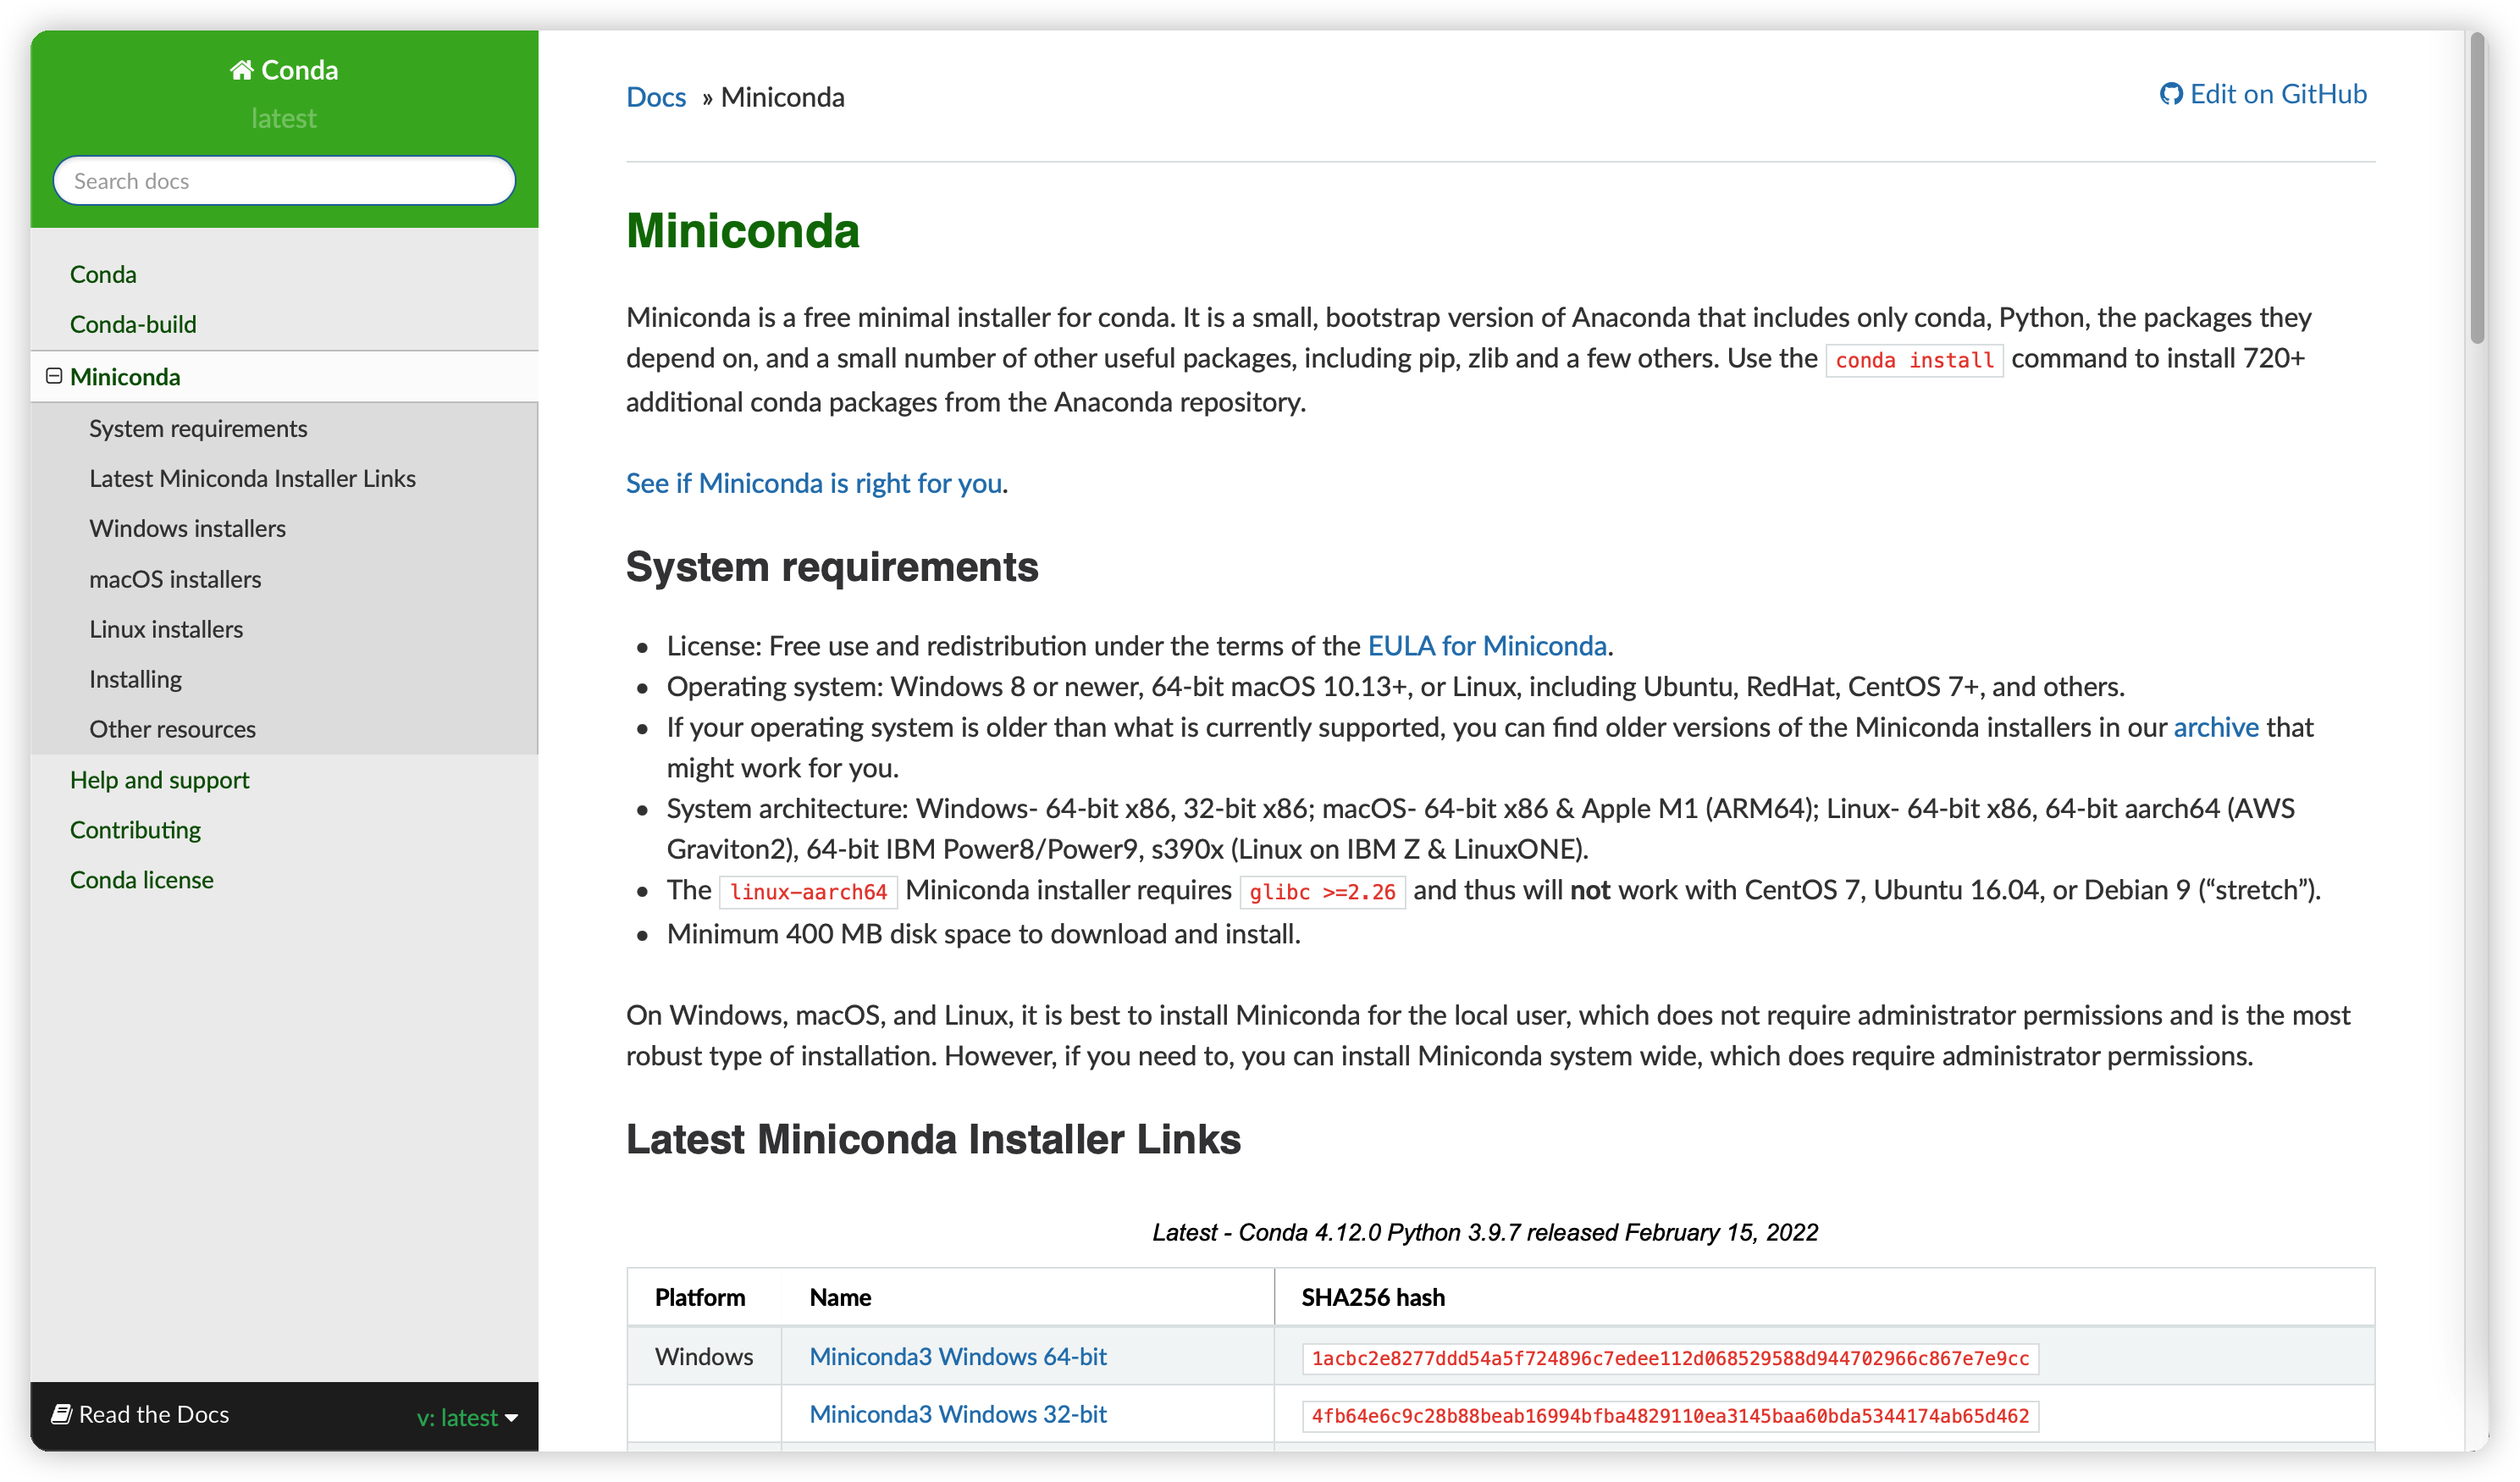 Conda
latest
Search docs
Conda
Conda-build
Miniconda
System requirements
Latest Miniconda Installer Links
Windows installers
macOS installers
Linux installers
Installing
Other resources
Help and support
Contributing
Conda license
Read the Docs
v: latest
Docs » Miniconda
Edit on GitHub
Miniconda
Miniconda is a free minimal installer for conda. It is a small, bootstrap version of Anaconda that includes only conda, Python, the packages they
depend on, and a small number of other useful packages, including pip, zlib and a few others. Use the conda install command to install 720+
additional conda packages from the Anaconda repository.
See if Miniconda is right for you.
System requirements
• License: Free use and redistribution under the terms of the EULA for Miniconda.
• Operating system: Windows 8 or newer, 64-bit macOS 10.13+, or Linux, including Ubuntu, RedHat, CentOS 7+, and others.
• If your operating system is older than what is currently supported, you can find older versions of the Miniconda installers in our archive that
might work for you.
• System architecture: Windows- 64-bit x86, 32-bit x86; macOS- 64-bit x86 & Apple M1 (ARM64); Linux- 64-bit x86, 64-bit aarch64 (AWS
Graviton2), 64-bit IBM Power8/Power9, s390x (Linux on IBM Z & LinuxONE).
• The linux-aarch64 Miniconda installer requires glibc >=2.26 and thus will not work with CentOS 7, Ubuntu 16.04, or Debian 9 (“stretch”).
• Minimum 400 MB disk space to download and install.
On Windows, macOS, and Linux, it is best to install Miniconda for the local user, which does not require administrator permissions and is the most
robust type of installation. However, if you need to, you can install Miniconda system wide, which does require administrator permissions.
Latest Miniconda Installer Links
Latest - Conda 4.12.0 Python 3.9.7 released February 15, 2022
Platform Name SHA256 hash
Windows Miniconda3 Windows 64-bit 1acbc2e8277ddd54a5f724896c7edee112d068529588d944702966c867e7e9cc
Miniconda3 Windows 32-bit 4fb64e6c9c28b88beab16994bfba4829110ea3145baa60bda5344174ab65d462